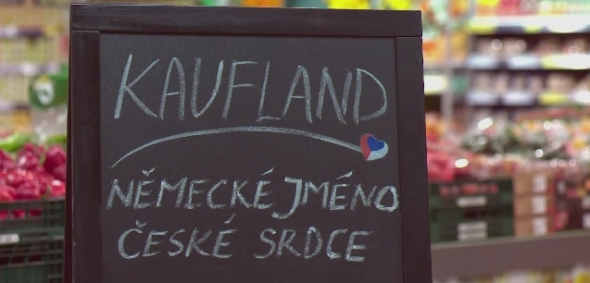 KAUFLAND
NĚMECKÉ JMÉNO
ČESKÉ SRDCE